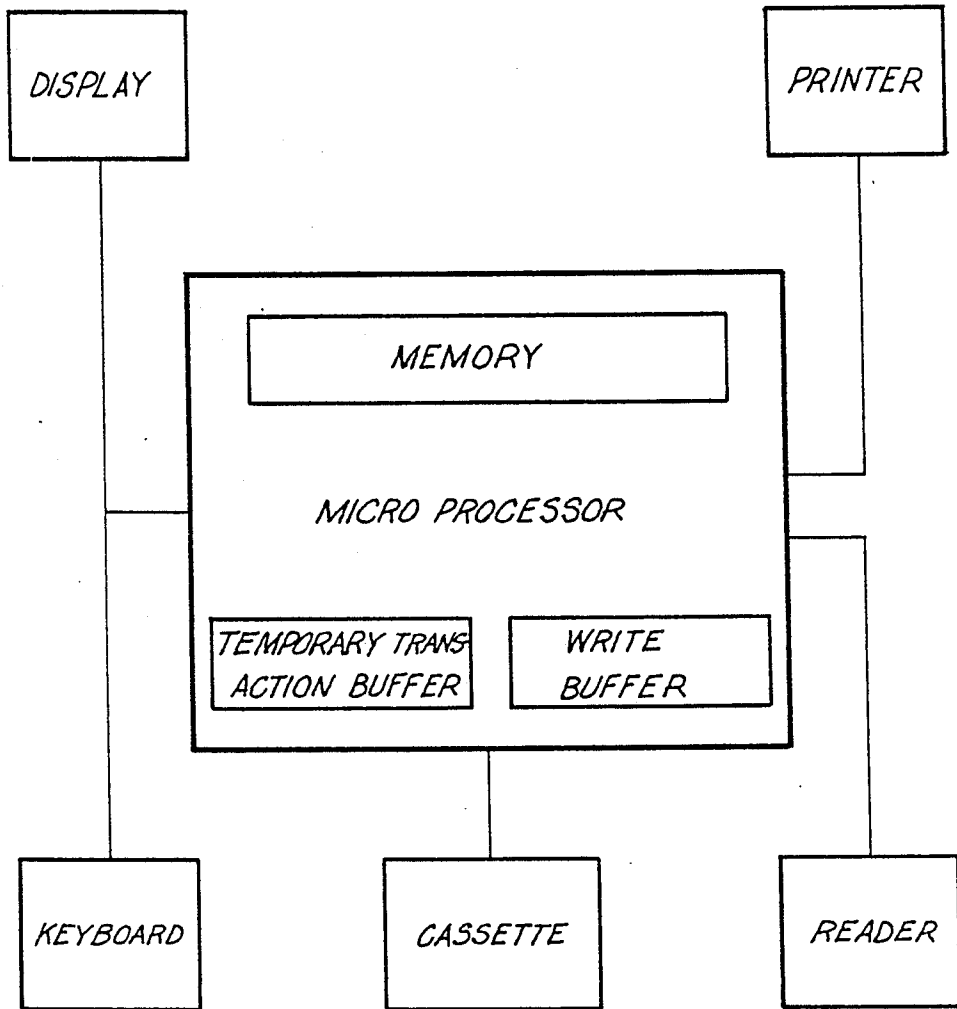 DISPLAY
PRINTER
MEMORY
MICRO PROCESSOR
TEMPORARY TRANS-
ACTION BUFFER
WRITE
BUFFER
KEYBOARD
CASSETTE
READER